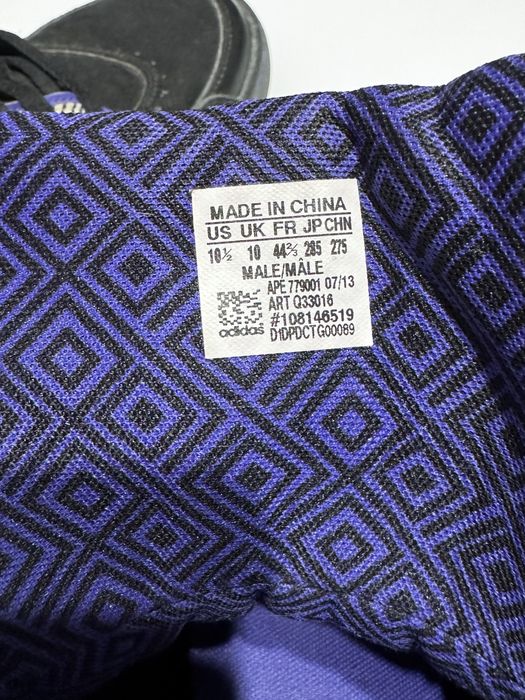 MADE IN CHINA
US UK FR JP CHN
10½ 10 44⅔ 285 275
MALE/MÂLE
APE 779001 07/13
ART Q33016
#108146519
adidas D1DPDCTG00089